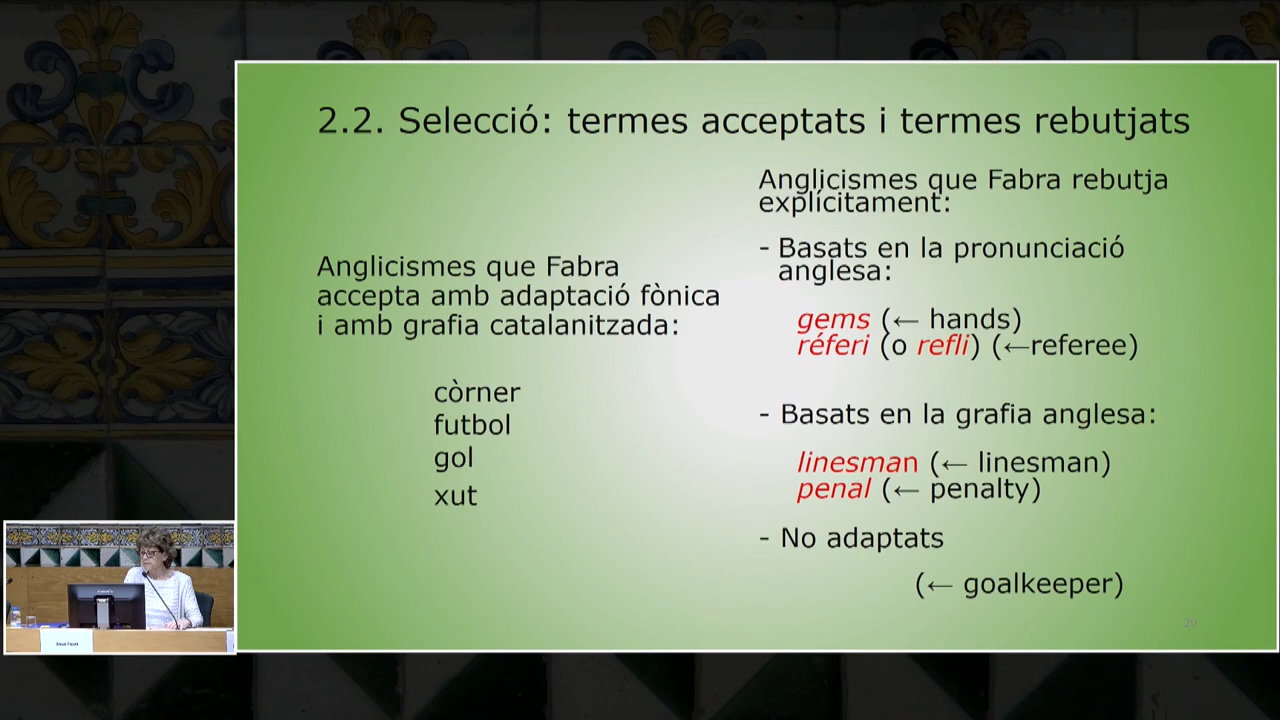 2.2. Selecció: termes acceptats i termes rebutjats
Anglicismes que Fabra
accepta amb adaptació fònica
i amb grafia catalanitzada:
còrner
futbol
gol
xut
Anglicismes que Fabra rebutja
explícitament:
- Basats en la pronunciació
anglesa:
gems (← hands)
réferi (o refli) (←referee)
- Basats en la grafia anglesa:
linesman (← linesman)
penal (← penalty)
- No adaptats
(← goalkeeper)
20